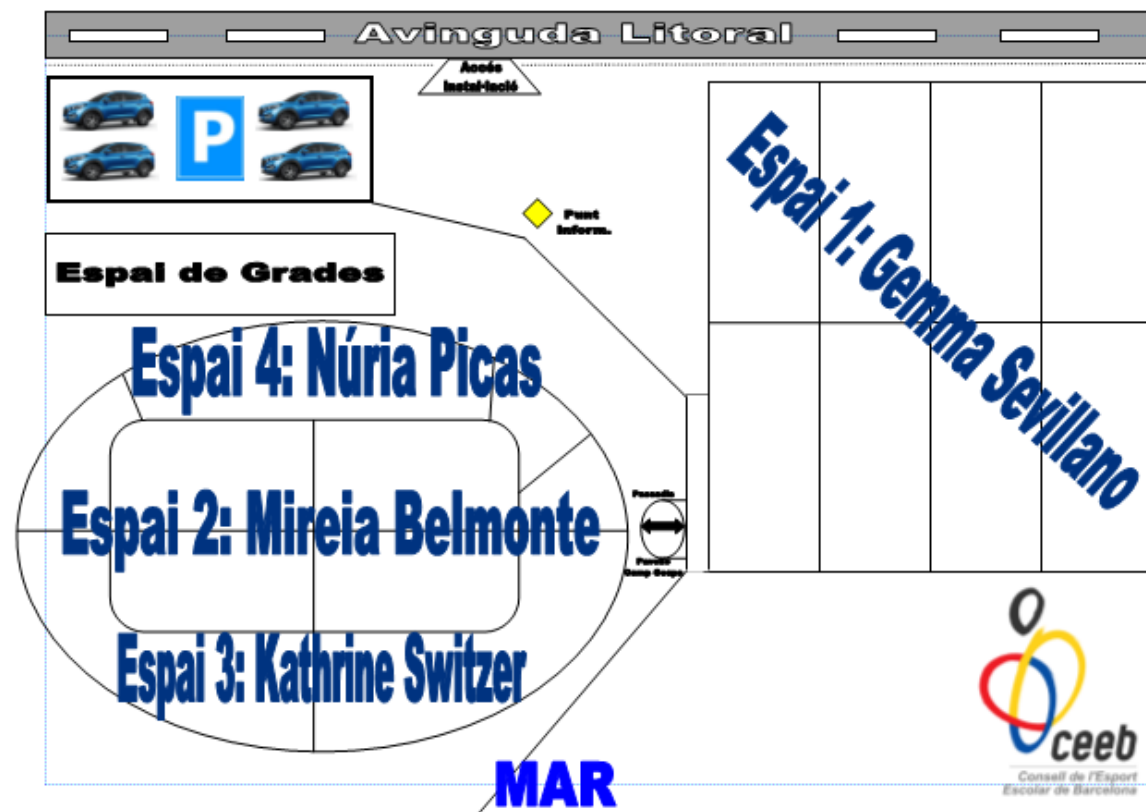 Avinguda Litoral
Accés
Instal·lació
P
Punt
Inform.
Espai de Grades
Espai 1: Gemma Sevillano
Espai 4: Núria Picas
Espai 2: Mireia Belmonte
Espai 3: Kathrine Switzer
MAR
ceeb
Consell de l'Esport
Escolar de Barcelona